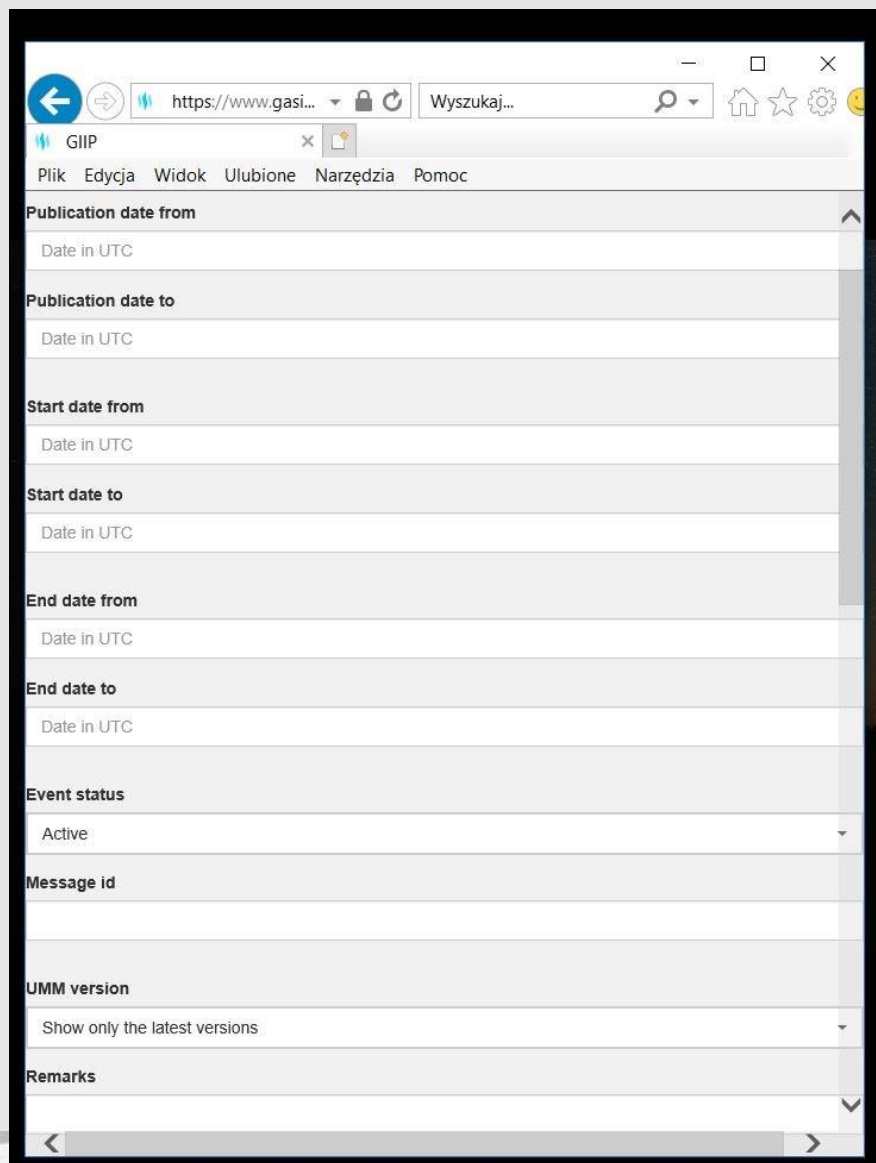 https://www.gasi... Wyszukaj...
GIIP
Plik Edycja Widok Ulubione Narzędzia Pomoc
Publication date from
Date in UTC
Publication date to
Date in UTC
Start date from
Date in UTC
Start date to
Date in UTC
End date from
Date in UTC
End date to
Date in UTC
Event status
Active
Message id
UMM version
Show only the latest versions
Remarks